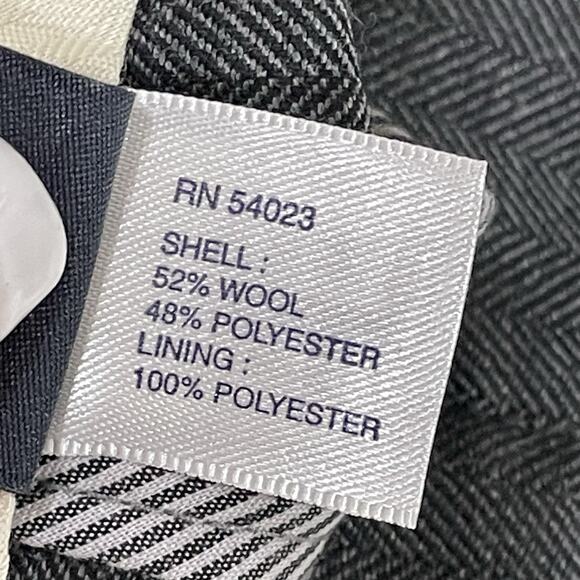 RN 54023
SHELL :
52% WOOL
48% POLYESTER
LINING :
100% POLYESTER